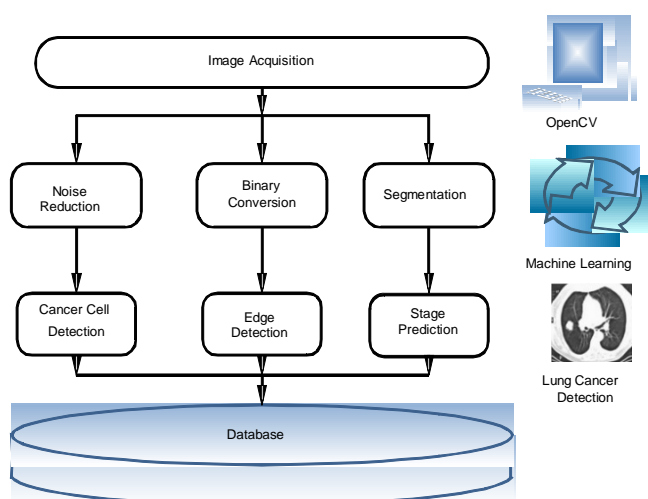 Image Acquisition
OpenCV
Noise
Reduction
Binary
Conversion
Segmentation
Machine Learning
Cancer Cell
Detection
Edge
Detection
Stage
Prediction
Lung Cancer
Detection
Database